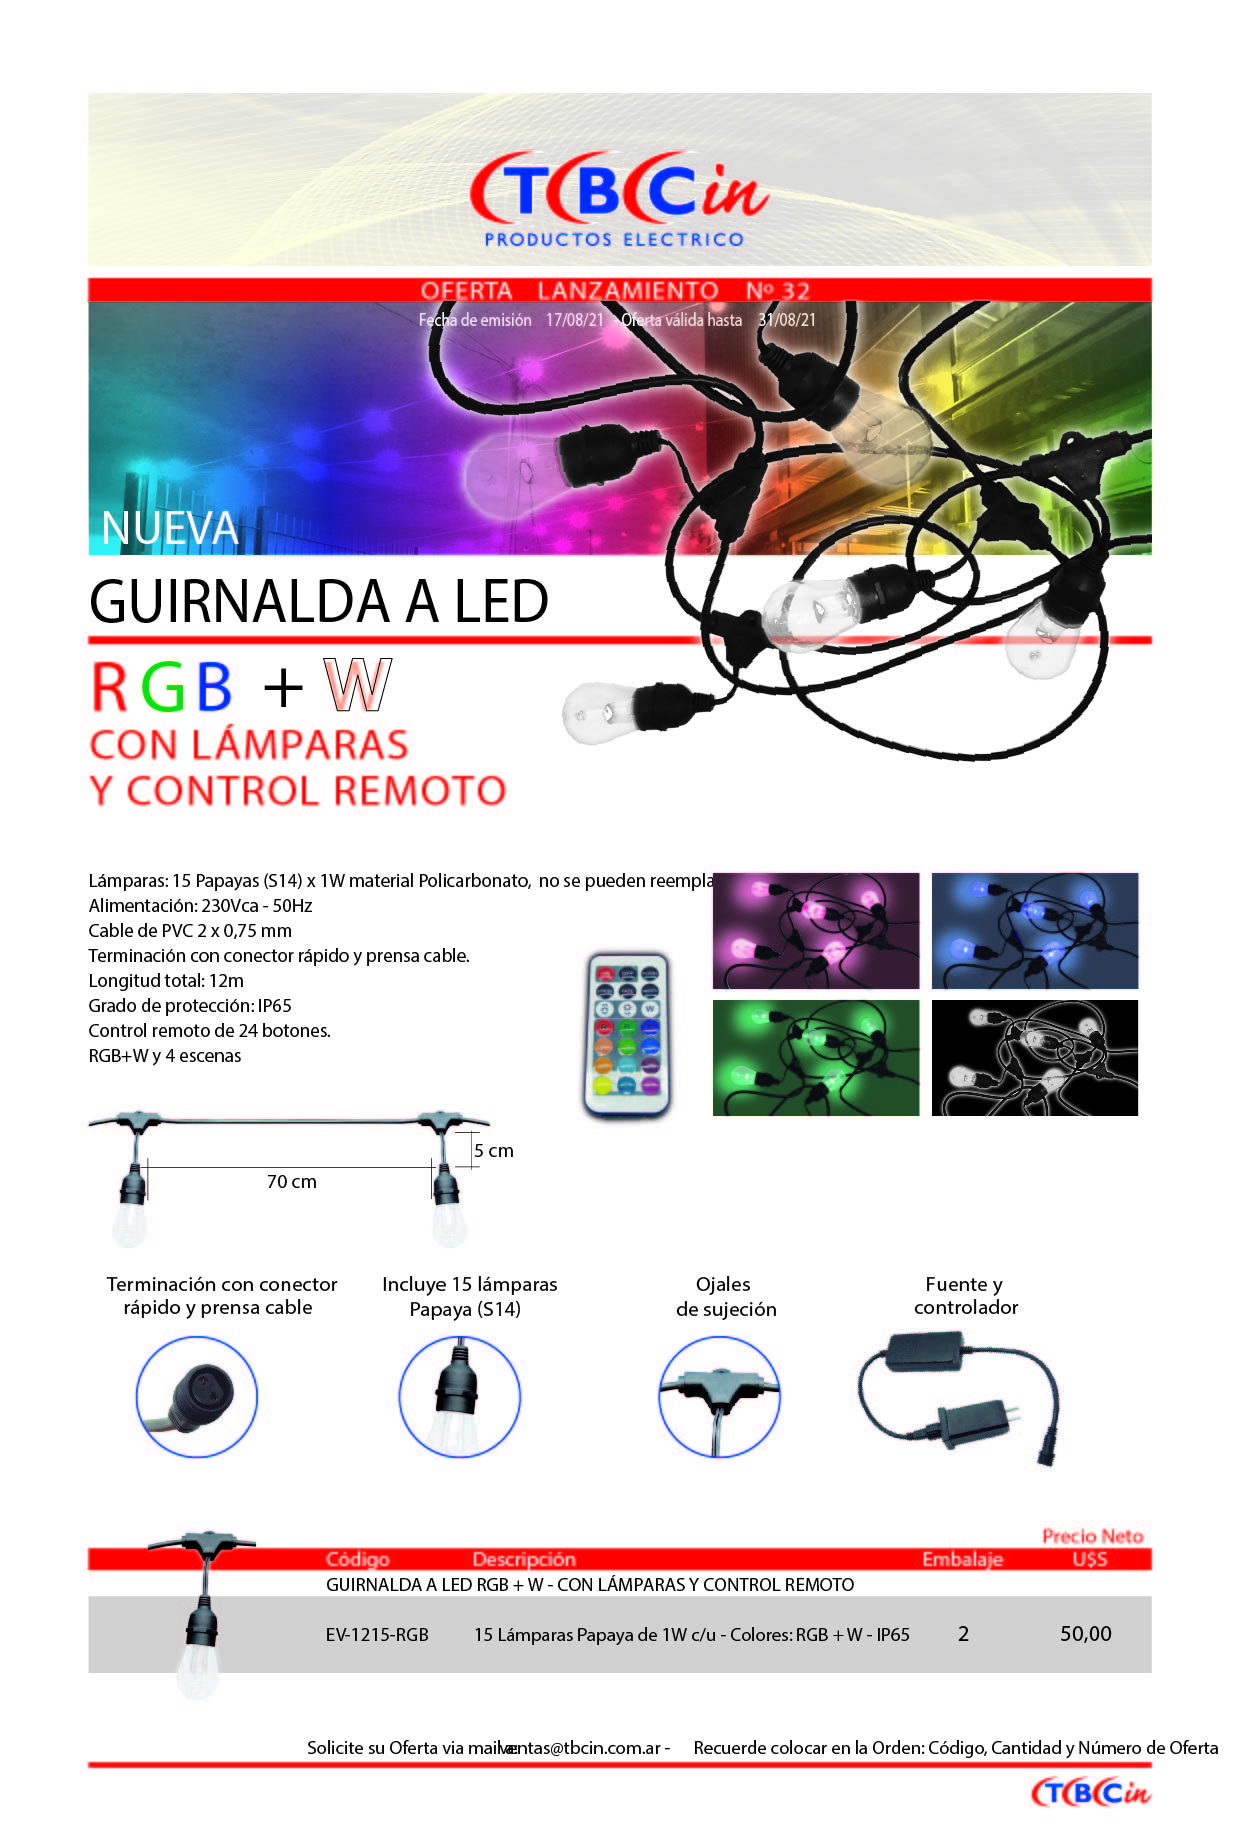 TBCin
PRODUCTOS ELECTRICO
OFERTA LANZAMIENTO Nº 32
Fecha de emisión 17/08/21 - Oferta válida hasta 31/08/21
NUEVA
GUIRNALDA A LED
RGB + W
CON LÁMPARAS
Y CONTROL REMOTO
Lámparas: 15 Papayas (S14) x 1W material Policarbonato, no se pueden reempla
Alimentación: 230Vca - 50Hz
Cable de PVC 2 x 0,75 mm
Terminación con conector rápido y prensa cable.
Longitud total: 12m
Grado de protección: IP65
Control remoto de 24 botones.
RGB+W y 4 escenas
5 cm
70 cm
Terminación con conector
rápido y prensa cable
Incluye 15 lámparas
Papaya (S14)
Ojales
de sujeción
Fuente y
controlador
Precio Neto
Código Descripción Embalaje U$S
GUIRNALDA A LED RGB + W - CON LÁMPARAS Y CONTROL REMOTO
EV-1215-RGB 15 Lámparas Papaya de 1W c/u - Colores: RGB + W - IP65 2 50,00
Solicite su Oferta via mail a: ventas@tbcin.com.ar - Recuerde colocar en la Orden: Código, Cantidad y Número de Oferta
TBCin